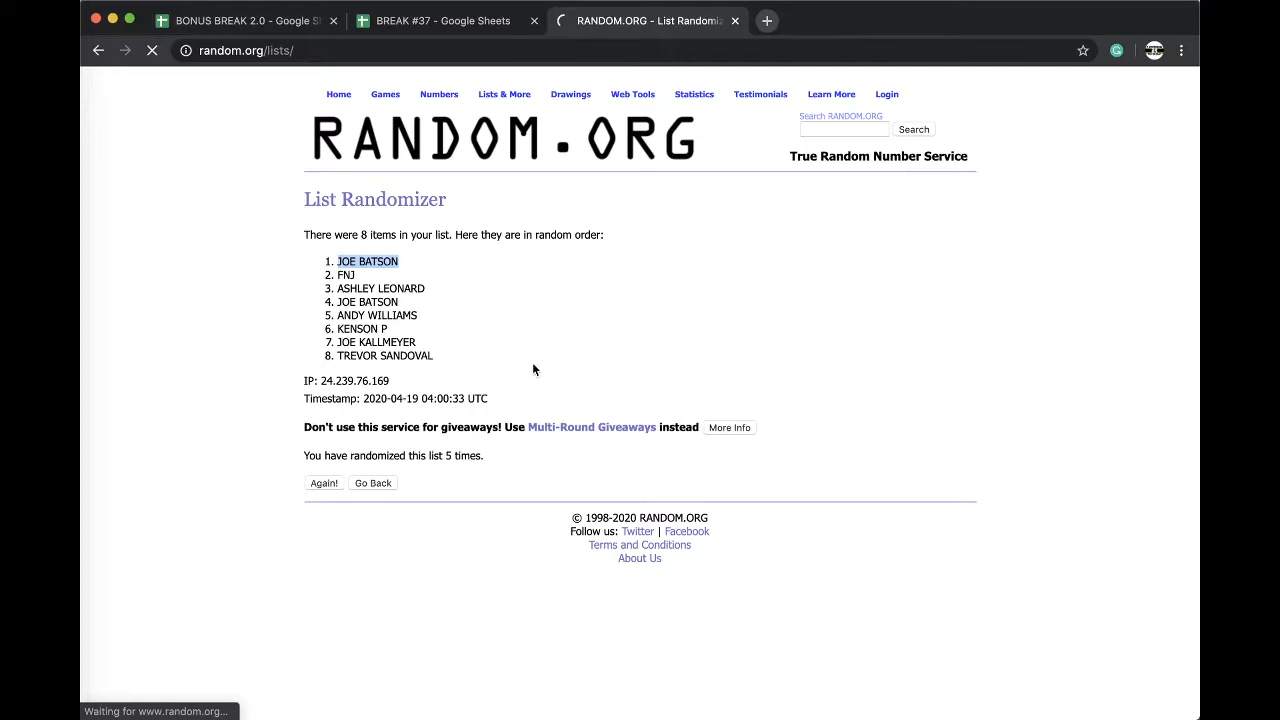 BONUS BREAK 2.0 - Google S
BREAK #37 - Google Sheets
RANDOM.ORG - List Randomiz
random.org/lists/
Home Games Numbers Lists & More Drawings Web Tools Statistics Testimonials Learn More Login
RANDOM.ORG
Search RANDOM.ORG
Search
True Random Number Service
List Randomizer
There were 8 items in your list. Here they are in random order:
1. JOE BATSON
2. FNJ
3. ASHLEY LEONARD
4. JOE BATSON
5. ANDY WILLIAMS
6. KENSON P
7. JOE KALLMEYER
8. TREVOR SANDOVAL
IP: 24.239.76.169
Timestamp: 2020-04-19 04:00:33 UTC
Don't use this service for giveaways! Use Multi-Round Giveaways instead More Info
You have randomized this list 5 times.
Again! Go Back
© 1998-2020 RANDOM.ORG
Follow us: Twitter | Facebook
Terms and Conditions
About Us
Waiting for www.random.org...